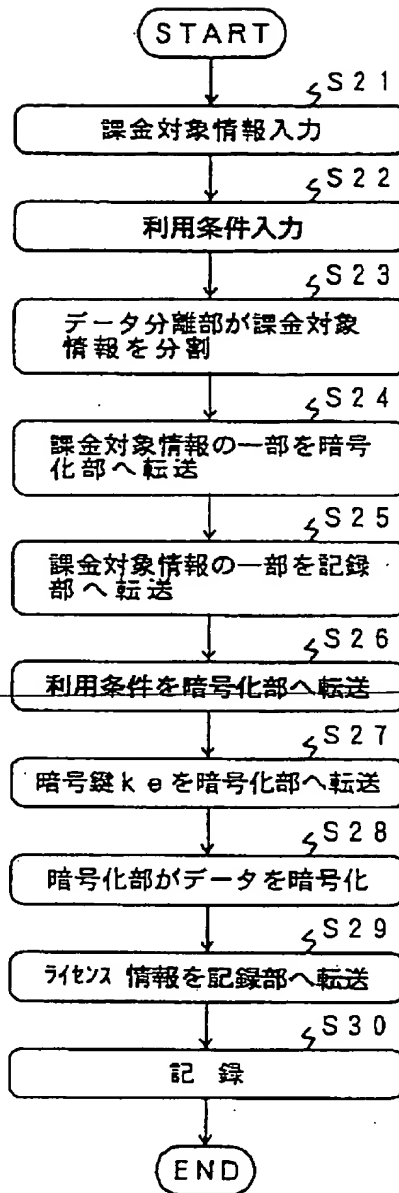 START
S21
課金対象情報入力
S22
利用条件入力
S23
データ分離部が課金対象
情報を分割
S24
課金対象情報の一部を暗号
化部へ転送
S25
課金対象情報の一部を記録
部へ転送
S26
利用条件を暗号化部へ転送
S27
暗号鍵keを暗号化部へ転送
S28
暗号化部がデータを暗号化
S29
ライセンス 情報を記録部へ転送
S30
記 録
END